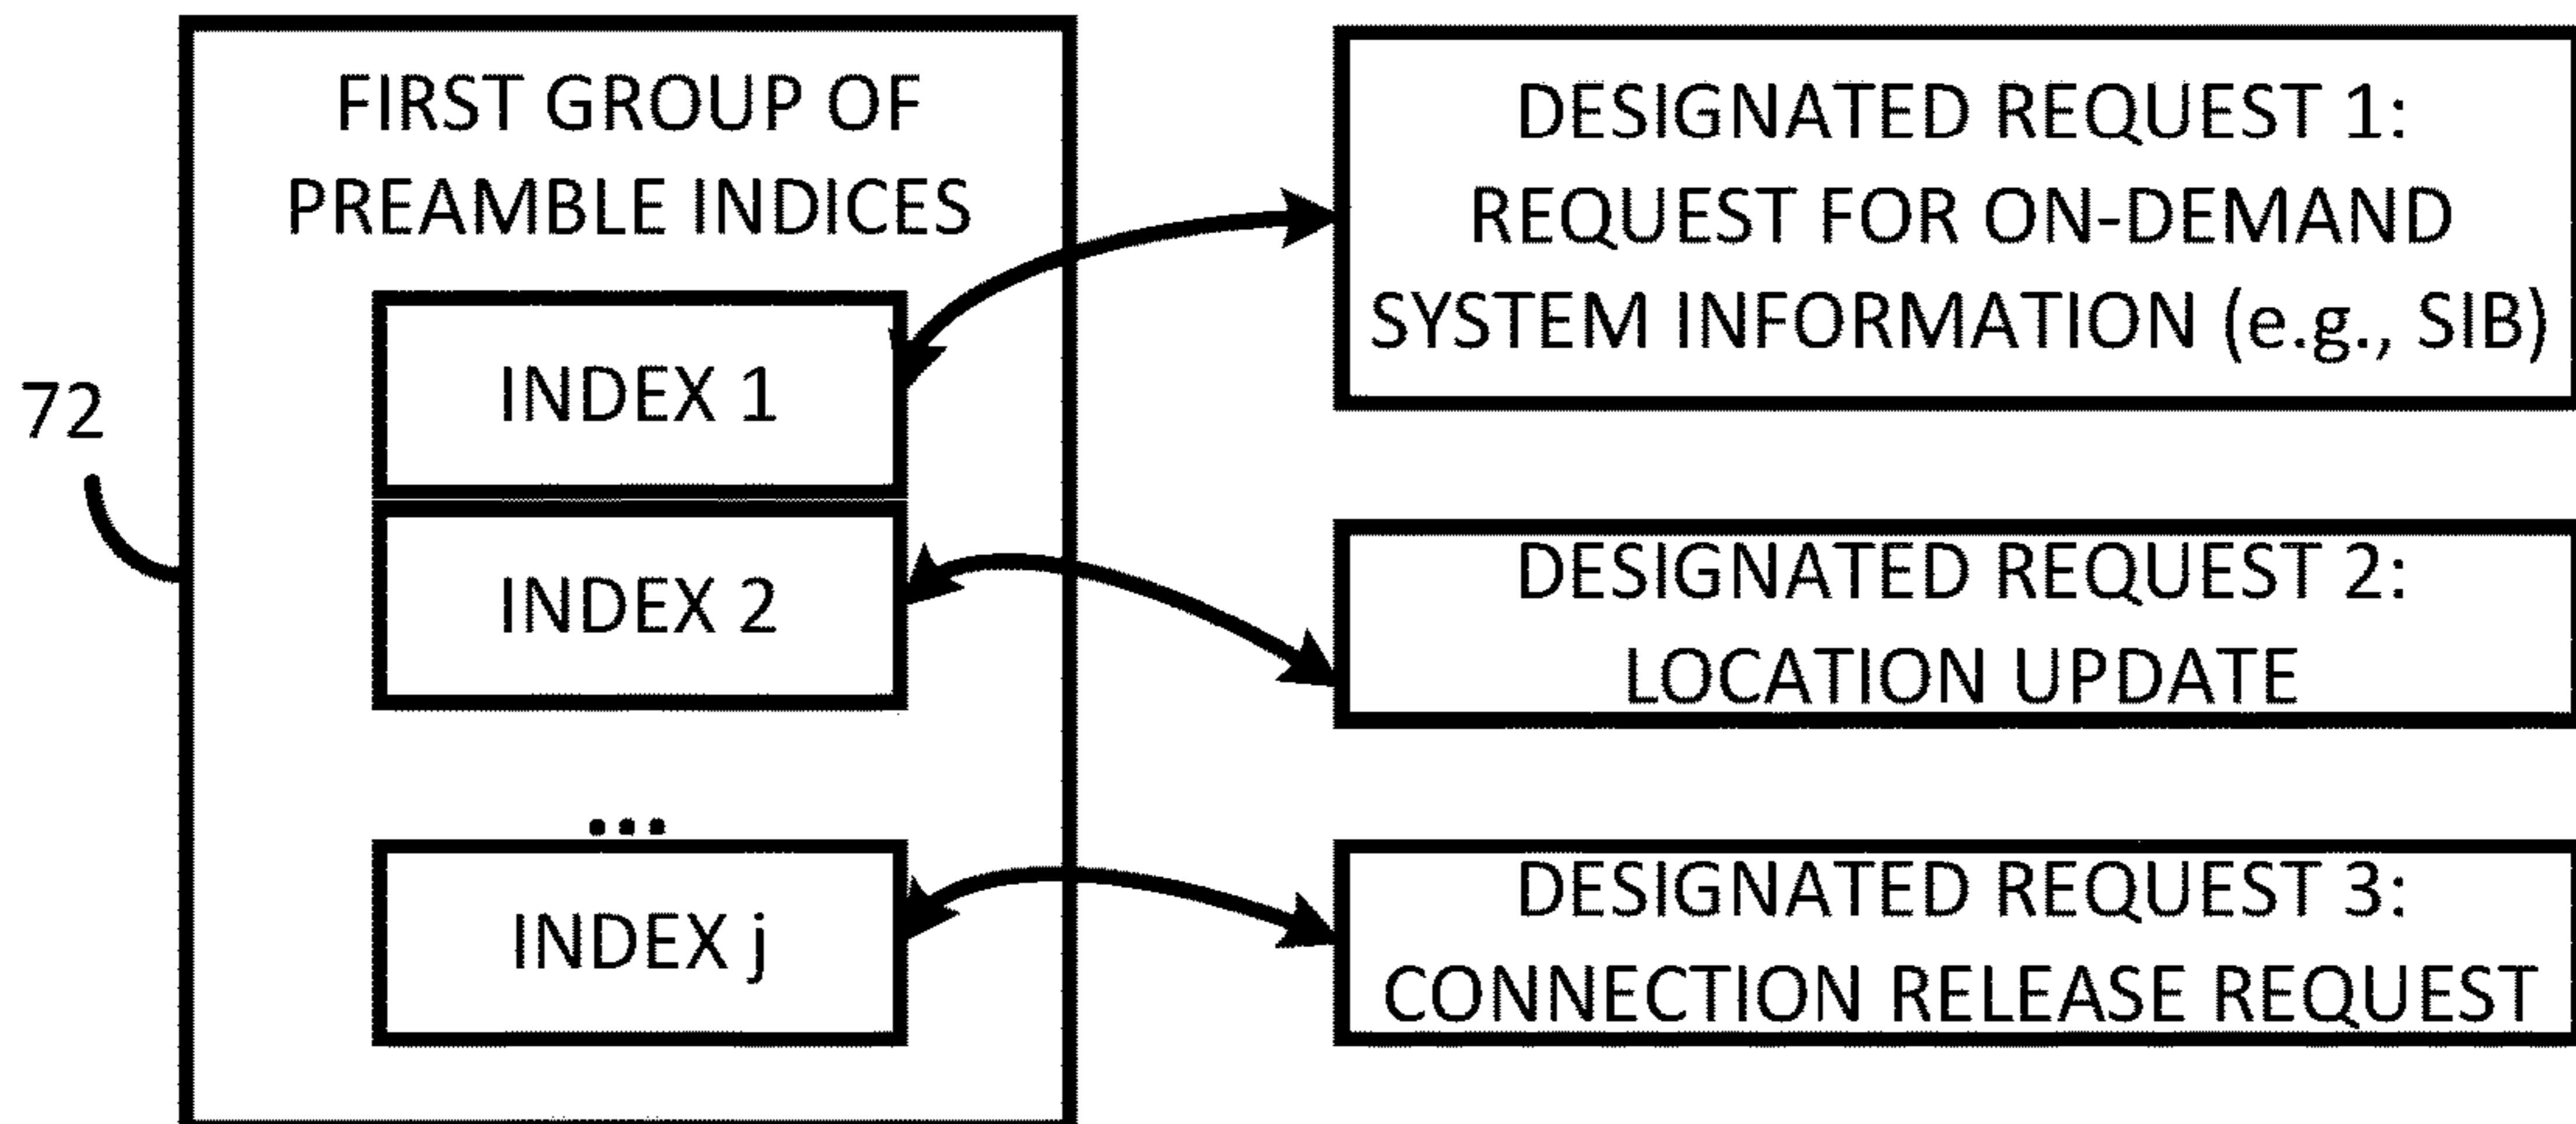 FIRST GROUP OF
PREAMBLE INDICES
INDEX 1
INDEX 2
...
INDEX j
72
DESIGNATED REQUEST 1:
REQUEST FOR ON-DEMAND
SYSTEM INFORMATION (e.g., SIB)
DESIGNATED REQUEST 2:
LOCATION UPDATE
DESIGNATED REQUEST 3:
CONNECTION RELEASE REQUEST